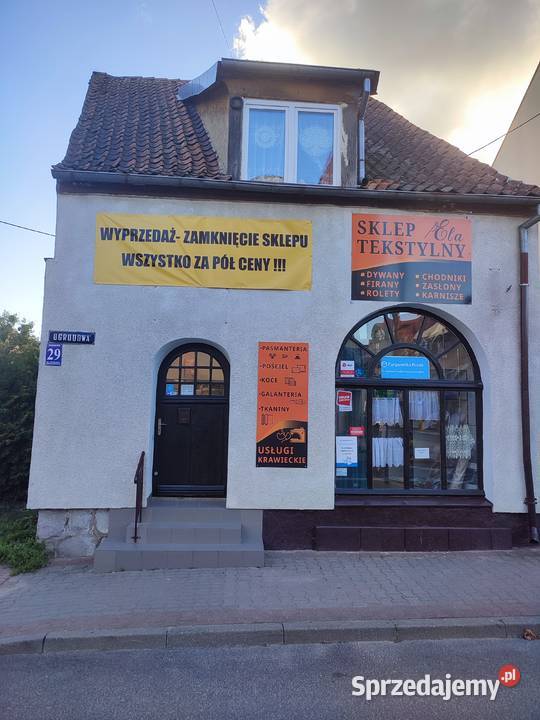 WYPRZEDAŻ- ZAMKNIĘCIE SKLEPU
WSZYSTKO ZA PÓŁ CENY !!!
SKLEP Ela
TEKSTYLNY
• DYWANY
• FIRANY
• ROLETY
• CHODNIKI
• ZASŁONY
• KARNISZE
OGRODOWA
29
-PASMANTERIA
-POŚCIEL
-KOCE
-GALANTERIA
-TKANINY
USŁUGI
KRAWIECKIE
Sprzedajemy.pl